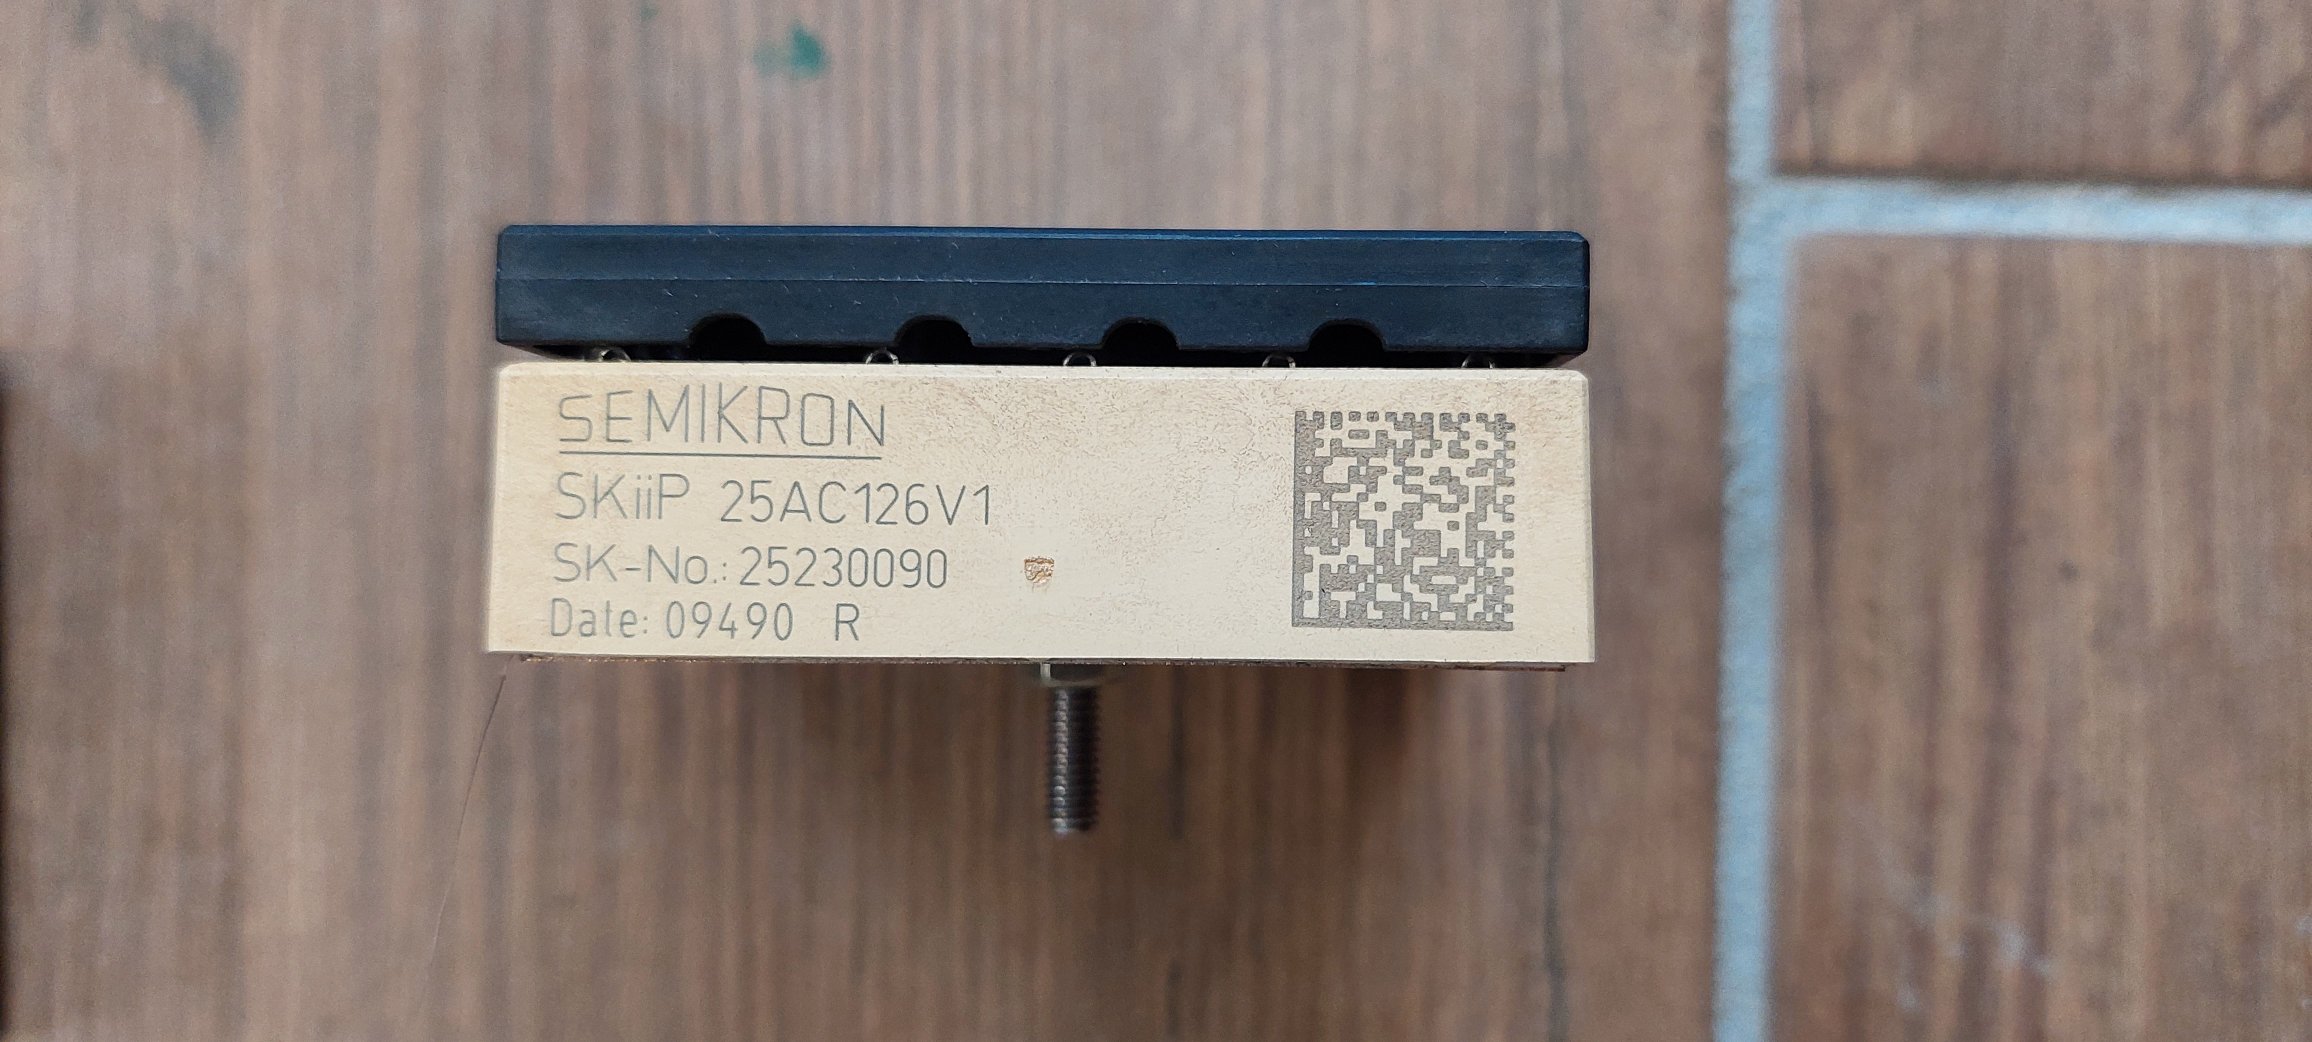 SEMIKRON
SKiiP 25AC126V1
SK-No.: 25230090
Date: 09490 R